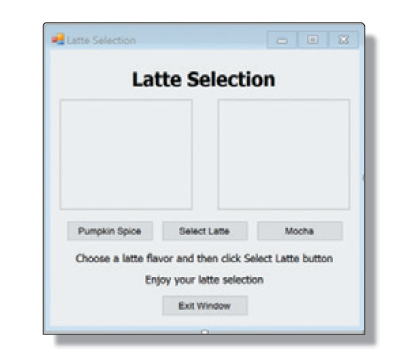 Latte Selection
Latte Selection
Pumpkin Spice Select Latte Mocha
Choose a latte flavor and then click Select Latte button
Enjoy your latte selection
Exit Window